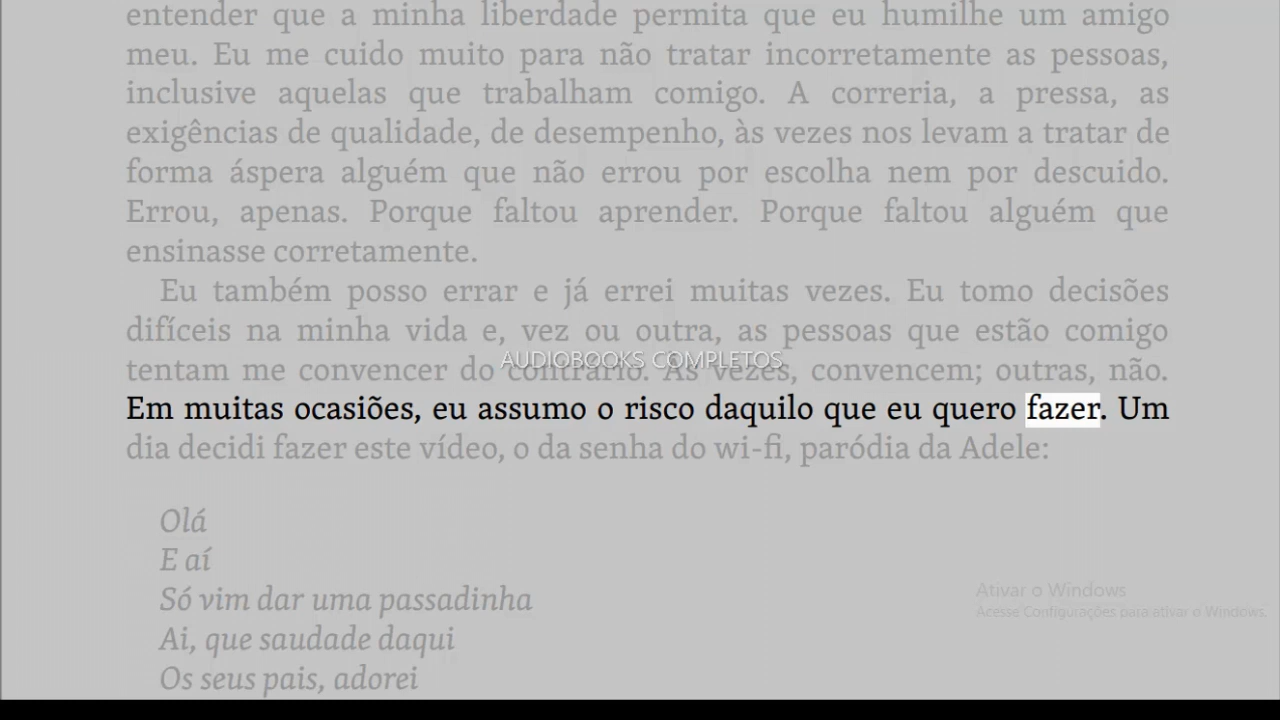 entender que a minha liberdade permita que eu humilhe um amigo
meu. Eu me cuido muito para não tratar incorretamente as pessoas,
inclusive aquelas que trabalham comigo. A correria, a pressa, as
exigências de qualidade, de desempenho, às vezes nos levam a tratar de
forma áspera alguém que não errou por escolha nem por descuido.
Errou, apenas. Porque faltou aprender. Porque faltou alguém que
ensinasse corretamente.
Eu também posso errar e já errei muitas vezes. Eu tomo decisões
difíceis na minha vida e, vez ou outra, as pessoas que estão comigo
AUDIOBOOKS COMPLETOS
tentam me convencer do contrário. Às vezes, convencem; outras, não.
Em muitas ocasiões, eu assumo o risco daquilo que eu quero fazer. Um
dia decidi fazer este vídeo, o da senha do wi-fi, paródia da Adele:
Olá
E aí
Só vim dar uma passadinha
Ai, que saudade daqui
Os seus pais, adorei
Ativar o Windows
Acesse Configurações para ativar o Windows.